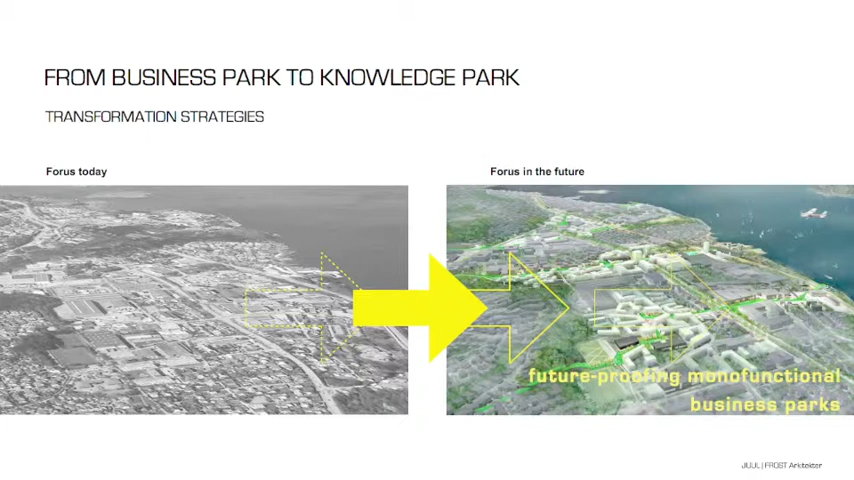 FROM BUSINESS PARK TO KNOWLEDGE PARK
TRANSFORMATION STRATEGIES
Forus today
Forus in the future
future-proofing monofunctional
business parks
JUUL | FROST Arkitekter